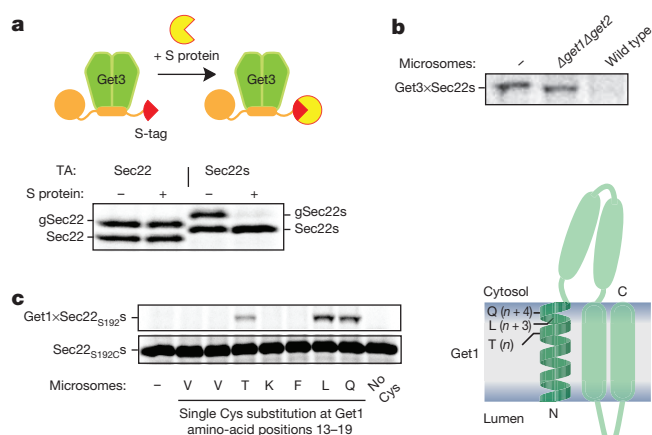 a
+ S protein
Get3
Get3
S-tag
TA: Sec22 Sec22s
S protein: – + – +
gSec22
Sec22
gSec22s
Sec22s
b
Microsomes: – Δget1Δget2 Wild type
Get3×Sec22s
c
Get1×Sec22S192s
Sec22S192Cs
Microsomes: – V V T K F L Q No Cys
Single Cys substitution at Get1
amino-acid positions 13–19
Cytosol
C
Q (n + 4)
L (n + 3)
T (n)
Get1
Lumen
N